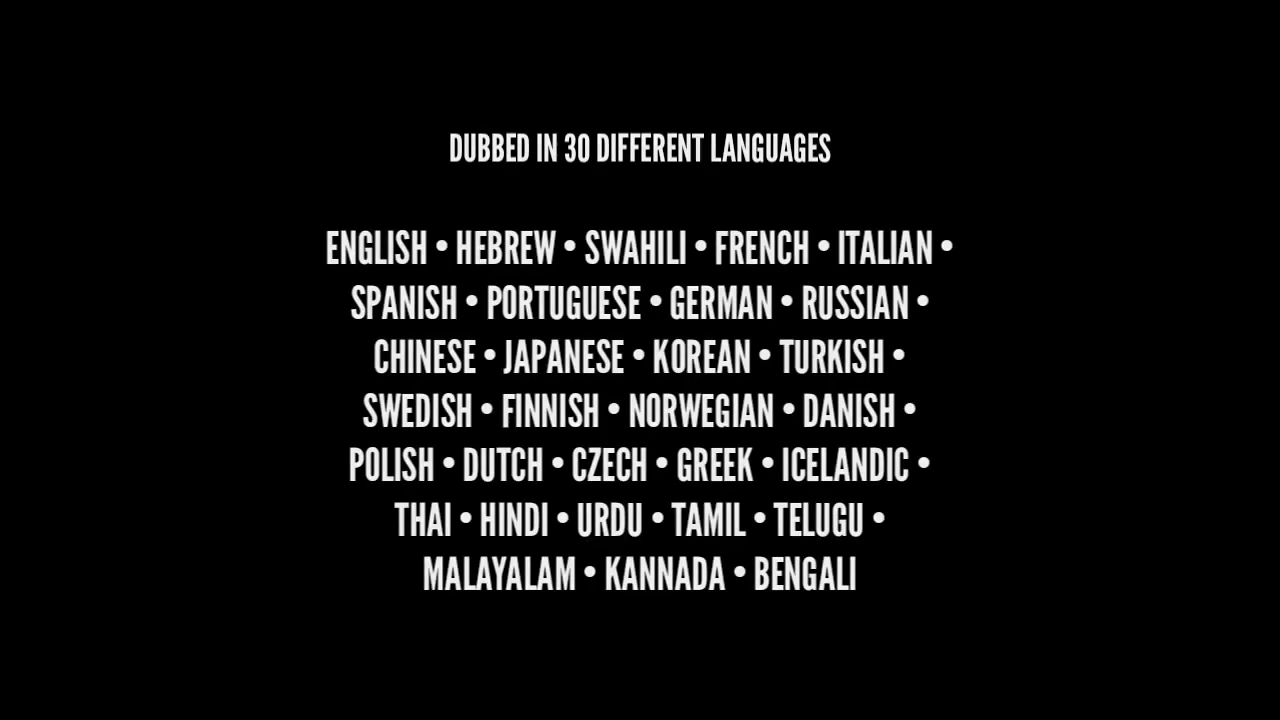 DUBBED IN 30 DIFFERENT LANGUAGES
ENGLISH • HEBREW • SWAHILI • FRENCH • ITALIAN •
SPANISH • PORTUGUESE • GERMAN • RUSSIAN •
CHINESE • JAPANESE • KOREAN • TURKISH •
SWEDISH • FINNISH • NORWEGIAN • DANISH •
POLISH • DUTCH • CZECH • GREEK • ICELANDIC •
THAI • HINDI • URDU • TAMIL • TELUGU •
MALAYALAM • KANNADA • BENGALI